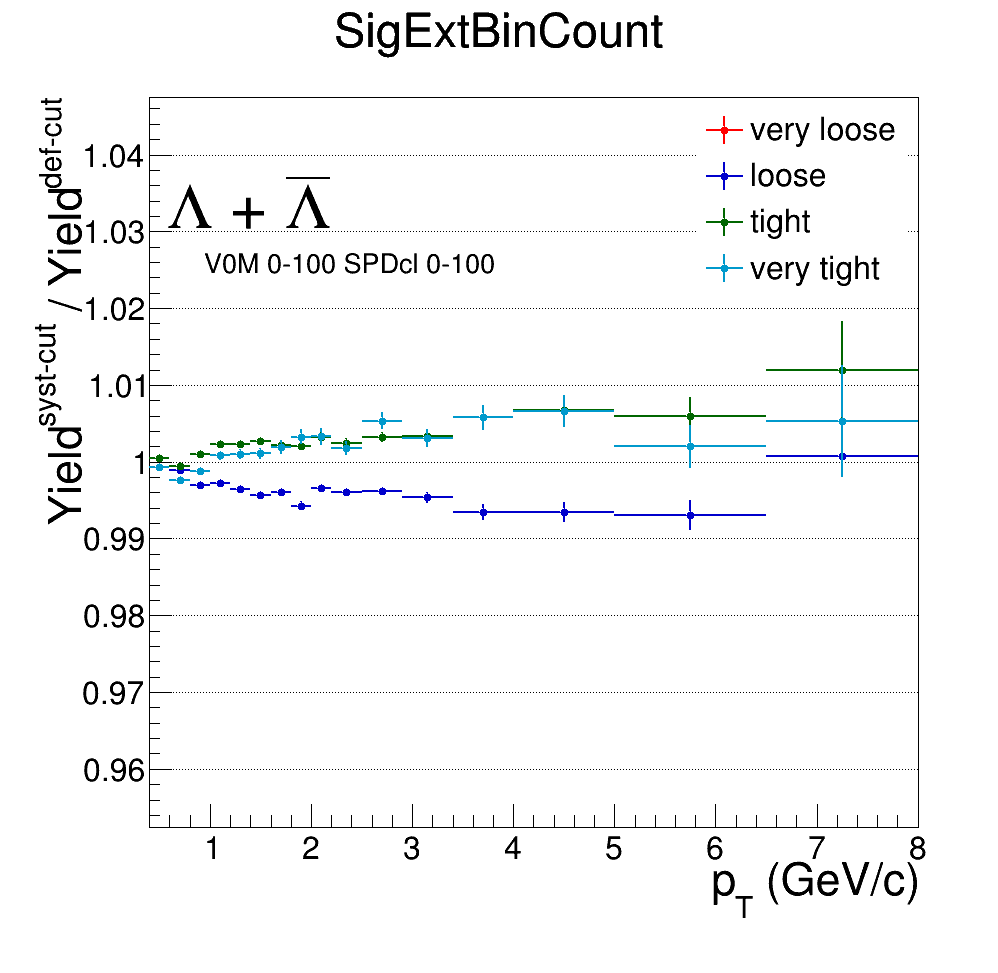 SigExtBinCount
Yield^syst-cut / Yield^def-cut
1.04
1.03
1.02
1.01
1
0.99
0.98
0.97
0.96
Λ + Λ̅
V0M 0-100 SPDcl 0-100
very loose
loose
tight
very tight
1 2 3 4 5 6 7 8
p_T (GeV/c)